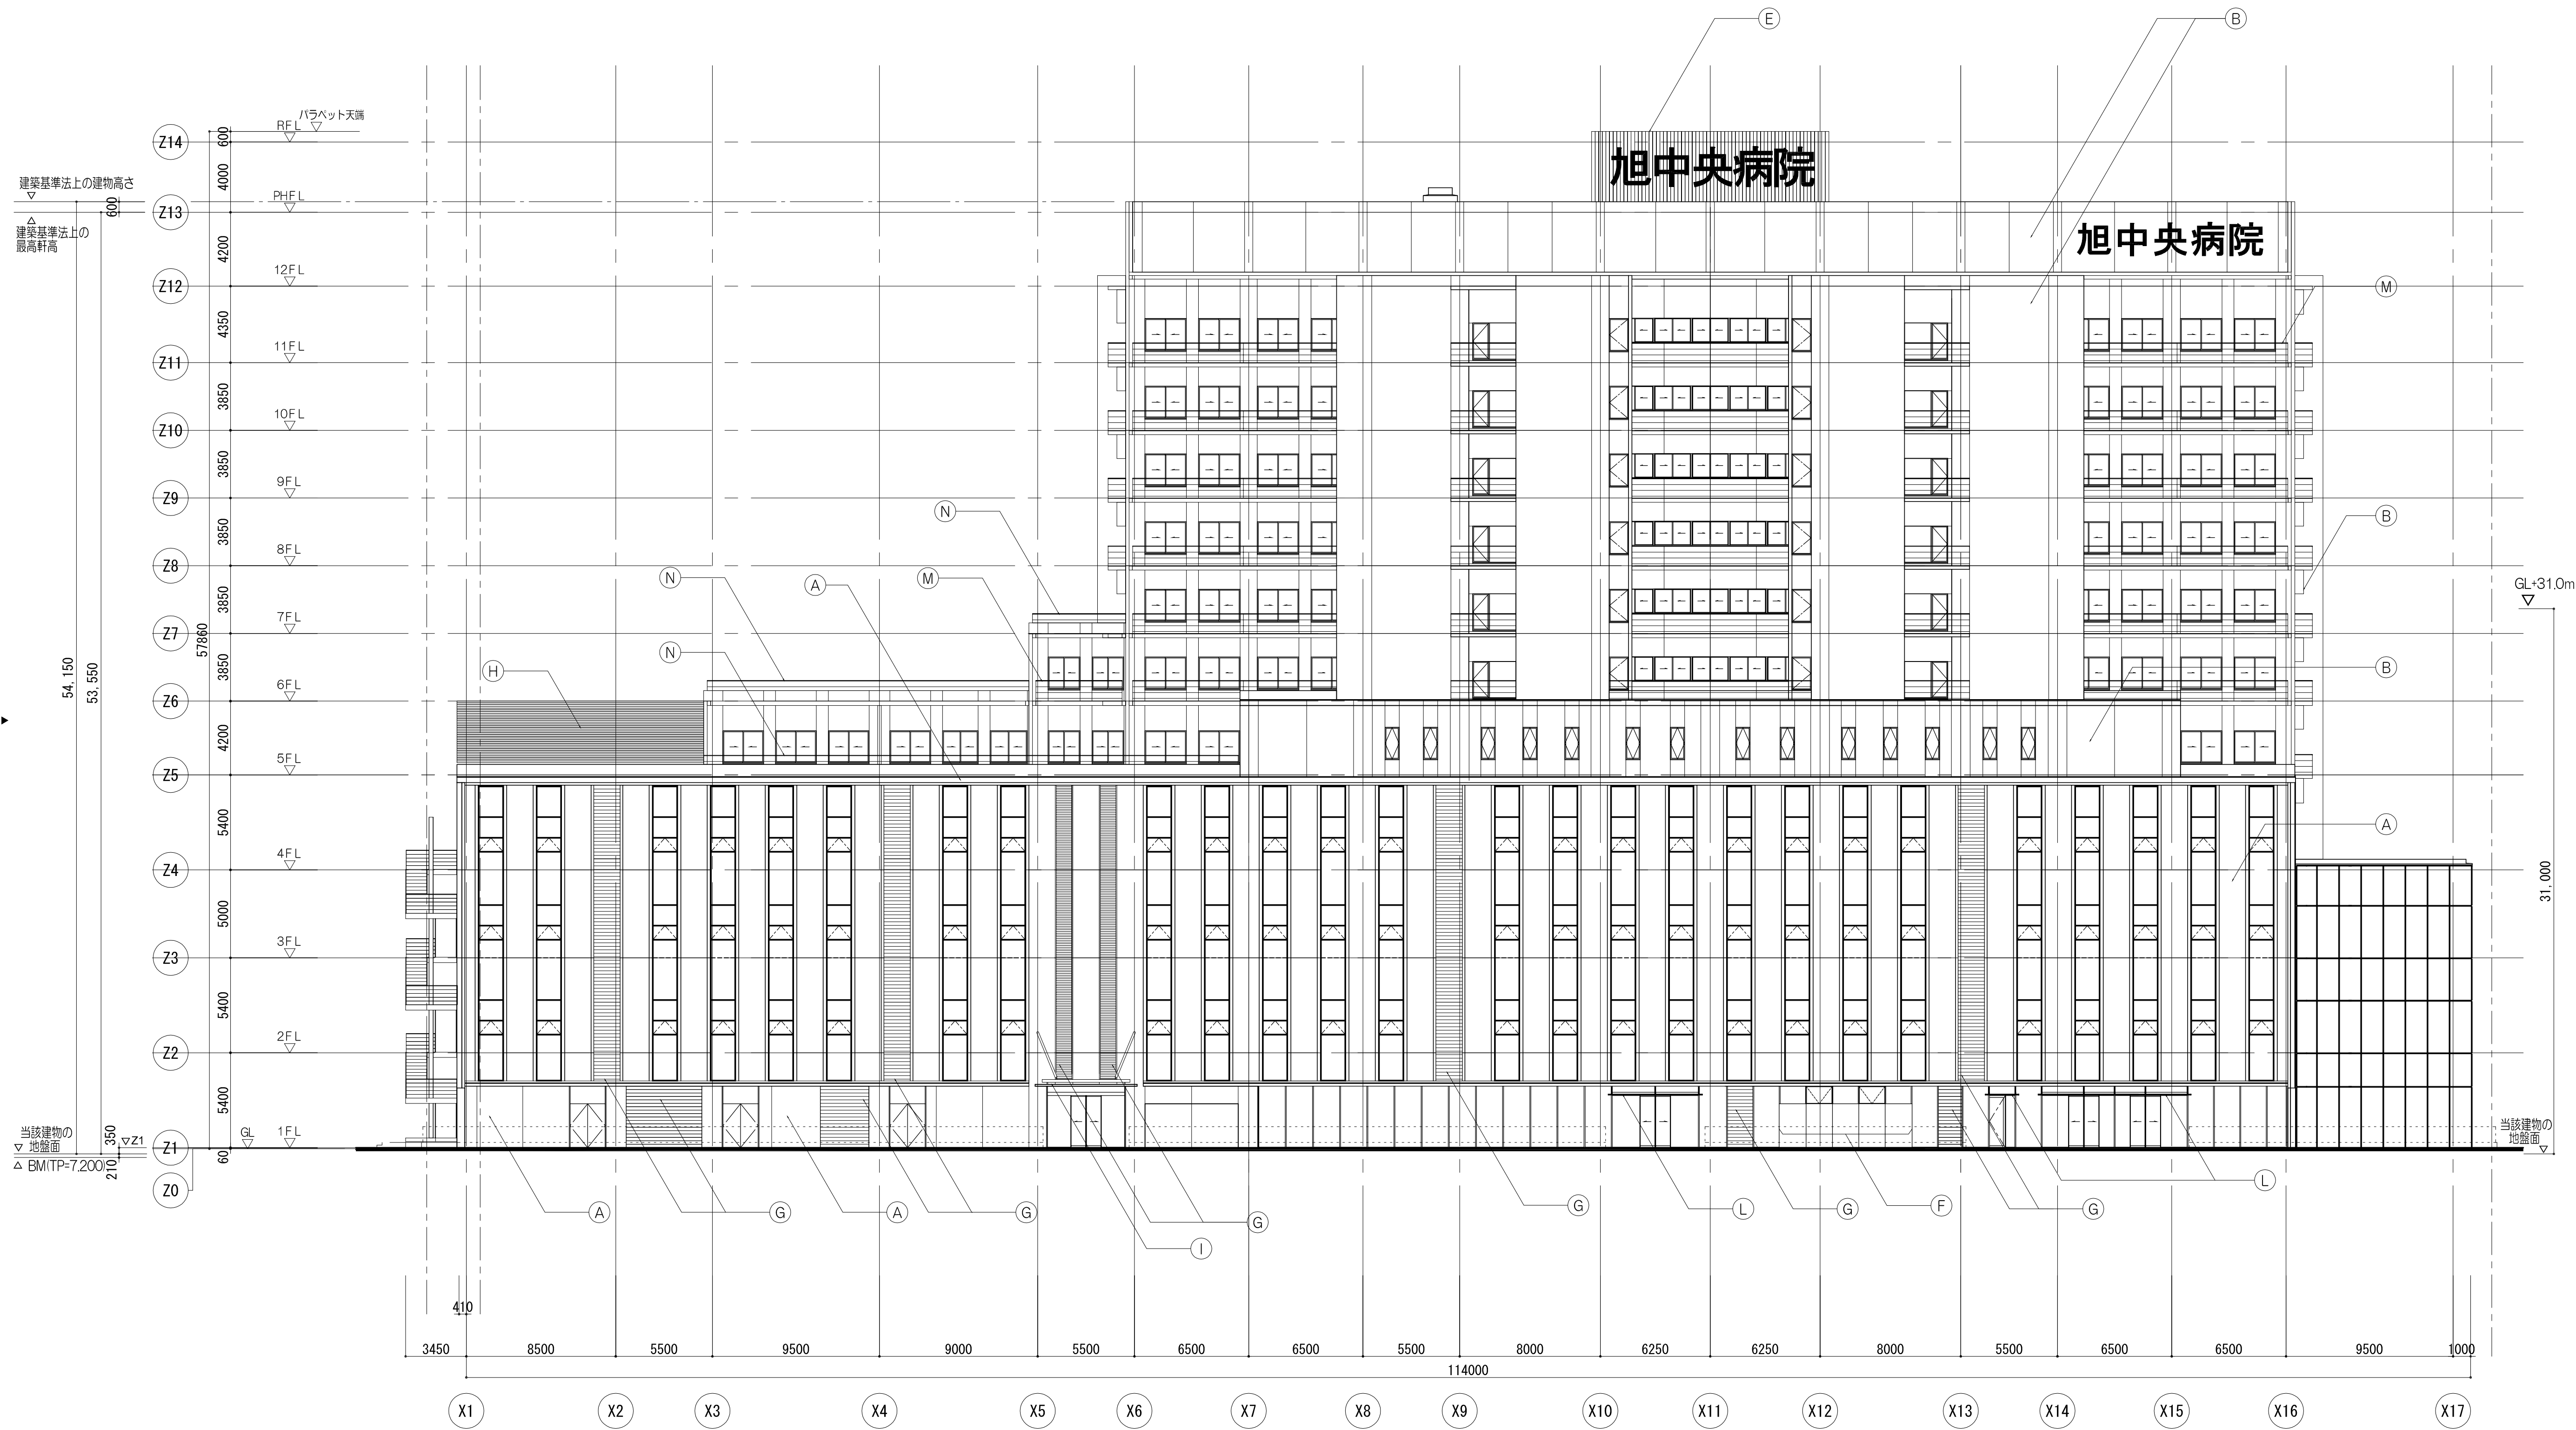 E
B
パラペット天端
RFL
Z14
600
旭中央病院
4000
建築基準法上の建物高さ
PHFL
Z13
600
建築基準法上の
最高軒高
旭中央病院
4200
12FL
Z12
M
4350
11FL
Z11
3850
10FL
Z10
3850
9FL
Z9
N
B
3850
8FL
Z8
N
A
M
GL+31.0m
3850
7FL
Z7
57860
N
H
B
3850
54,150
53,550
6FL
Z6
4200
5FL
Z5
5400
A
4FL
Z4
31,000
5000
3FL
Z3
5400
2FL
Z2
5400
当該建物の
地盤面
350
Z1
GL
1FL
Z1
60
BM(TP=7,200)
210
当該建物の
地盤面
Z0
A
G
A
G
G
I
G
L
G
F
G
L
410
3450
8500
5500
9500
9000
5500
6500
6500
5500
8000
6250
6250
8000
5500
6500
6500
9500
1000
114000
X1
X2
X3
X4
X5
X6
X7
X8
X9
X10
X11
X12
X13
X14
X15
X16
X17